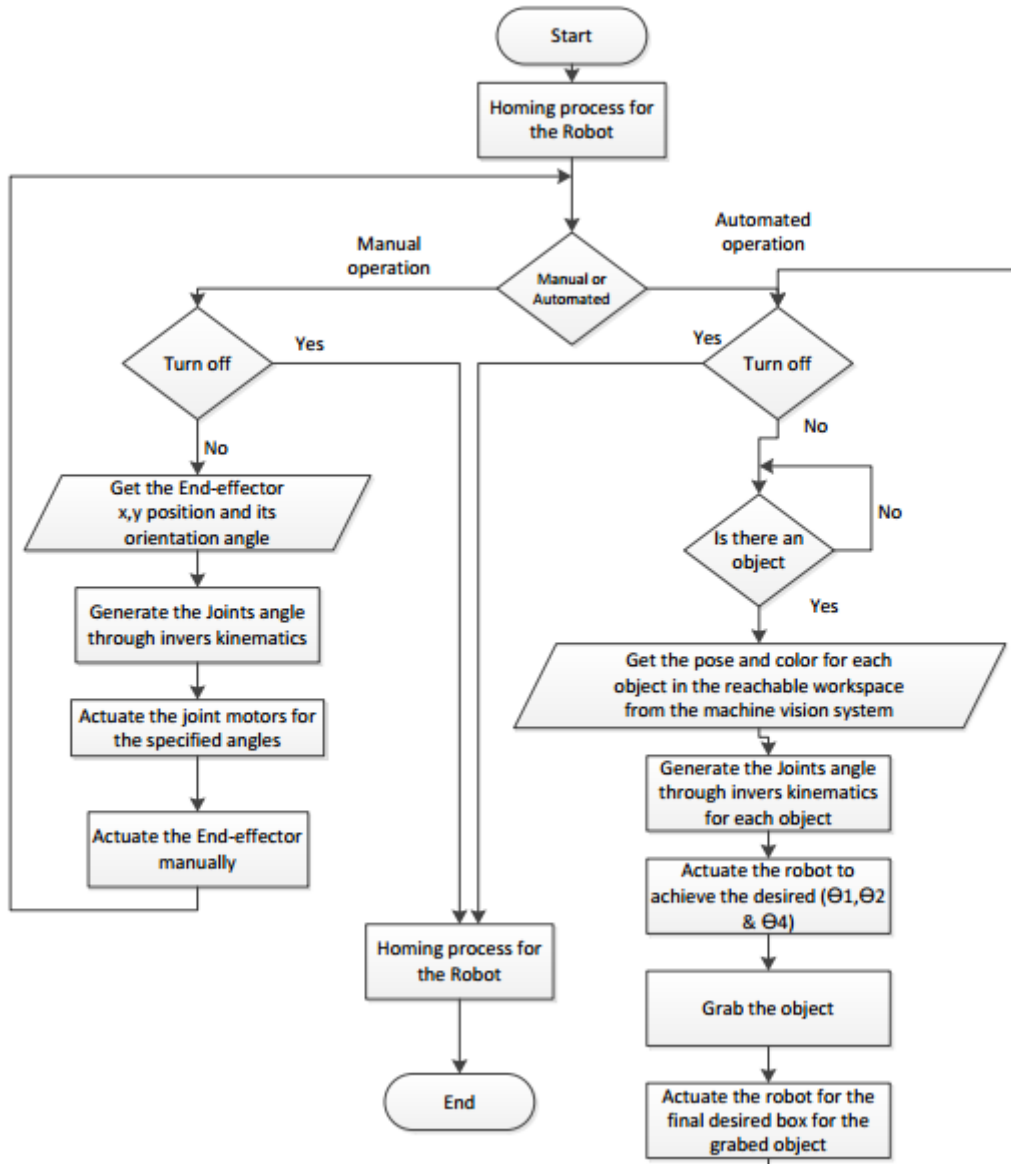 Start
Homing process for
the Robot
Manual
operation
Automated
operation
Manual or
Automated
Turn off
Yes
No
Get the End-effector
x,y position and its
orientation angle
Generate the Joints angle
through invers kinematics
Actuate the joint motors for
the specified angles
Actuate the End-effector
manually
Yes
Turn off
No
Is there an
object
No
Yes
Get the pose and color for each
object in the reachable workspace
from the machine vision system
Generate the Joints angle
through invers kinematics
for each object
Actuate the robot to
achieve the desired (Ө1,Ө2
& Ө4)
Grab the object
Actuate the robot for the
final desired box for the
grabed object
Homing process for
the Robot
End